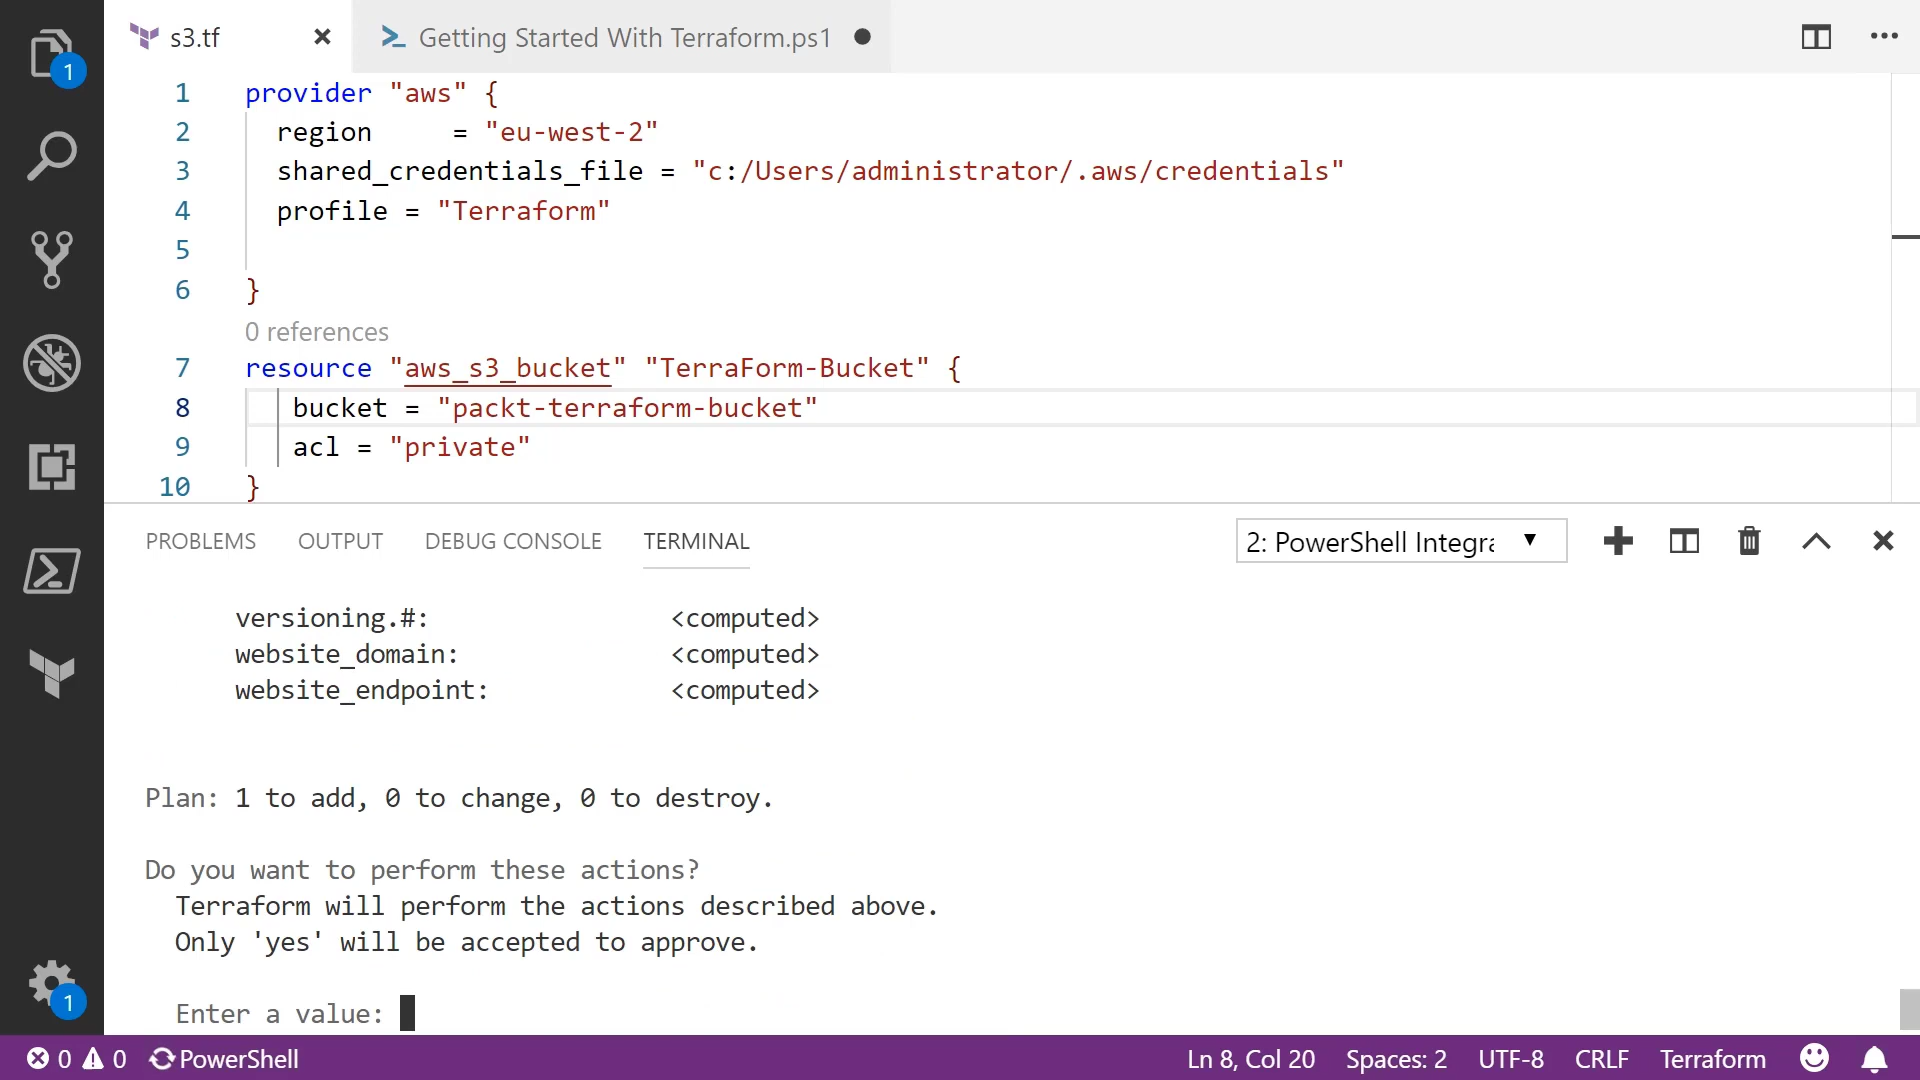 s3.tf
Getting Started With Terraform.ps1
1
1 provider "aws" {
2 region = "eu-west-2"
3 shared_credentials_file = "c:/Users/administrator/.aws/credentials"
4 profile = "Terraform"
5
6 }
0 references
7 resource "aws_s3_bucket" "TerraForm-Bucket" {
8 bucket = "packt-terraform-bucket"
9 acl = "private"
10 }
PROBLEMS OUTPUT DEBUG CONSOLE TERMINAL 2: PowerShell Integra
versioning.#: <computed>
website_domain: <computed>
website_endpoint: <computed>
Plan: 1 to add, 0 to change, 0 to destroy.
Do you want to perform these actions?
Terraform will perform the actions described above.
Only 'yes' will be accepted to approve.
Enter a value:
1
0 0 PowerShell Ln 8, Col 20 Spaces: 2 UTF-8 CRLF Terraform